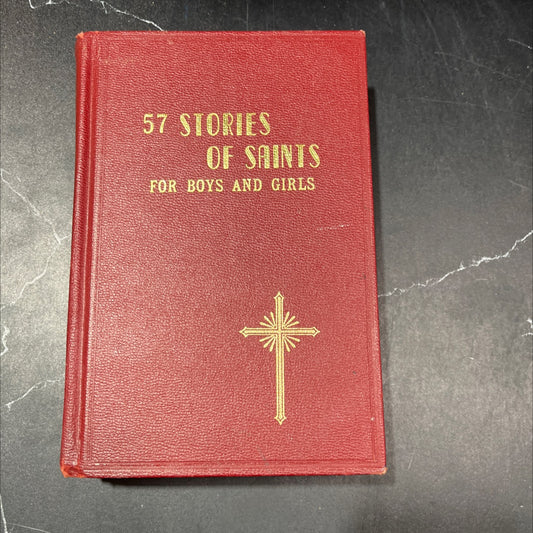 57 STORIES
OF SAINTS
FOR BOYS AND GIRLS